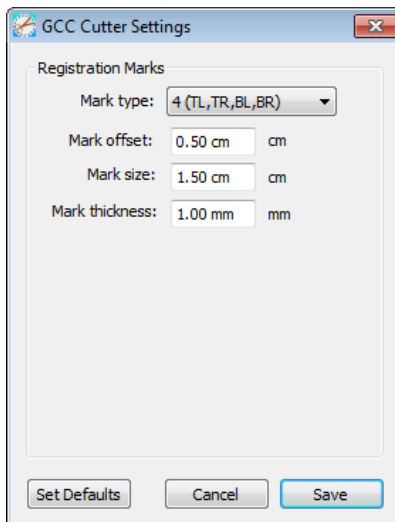 GCC Cutter Settings
Registration Marks
Mark type: 4 (TL,TR,BL,BR)
Mark offset: 0.50 cm cm
Mark size: 1.50 cm cm
Mark thickness: 1.00 mm mm
Set Defaults Cancel Save